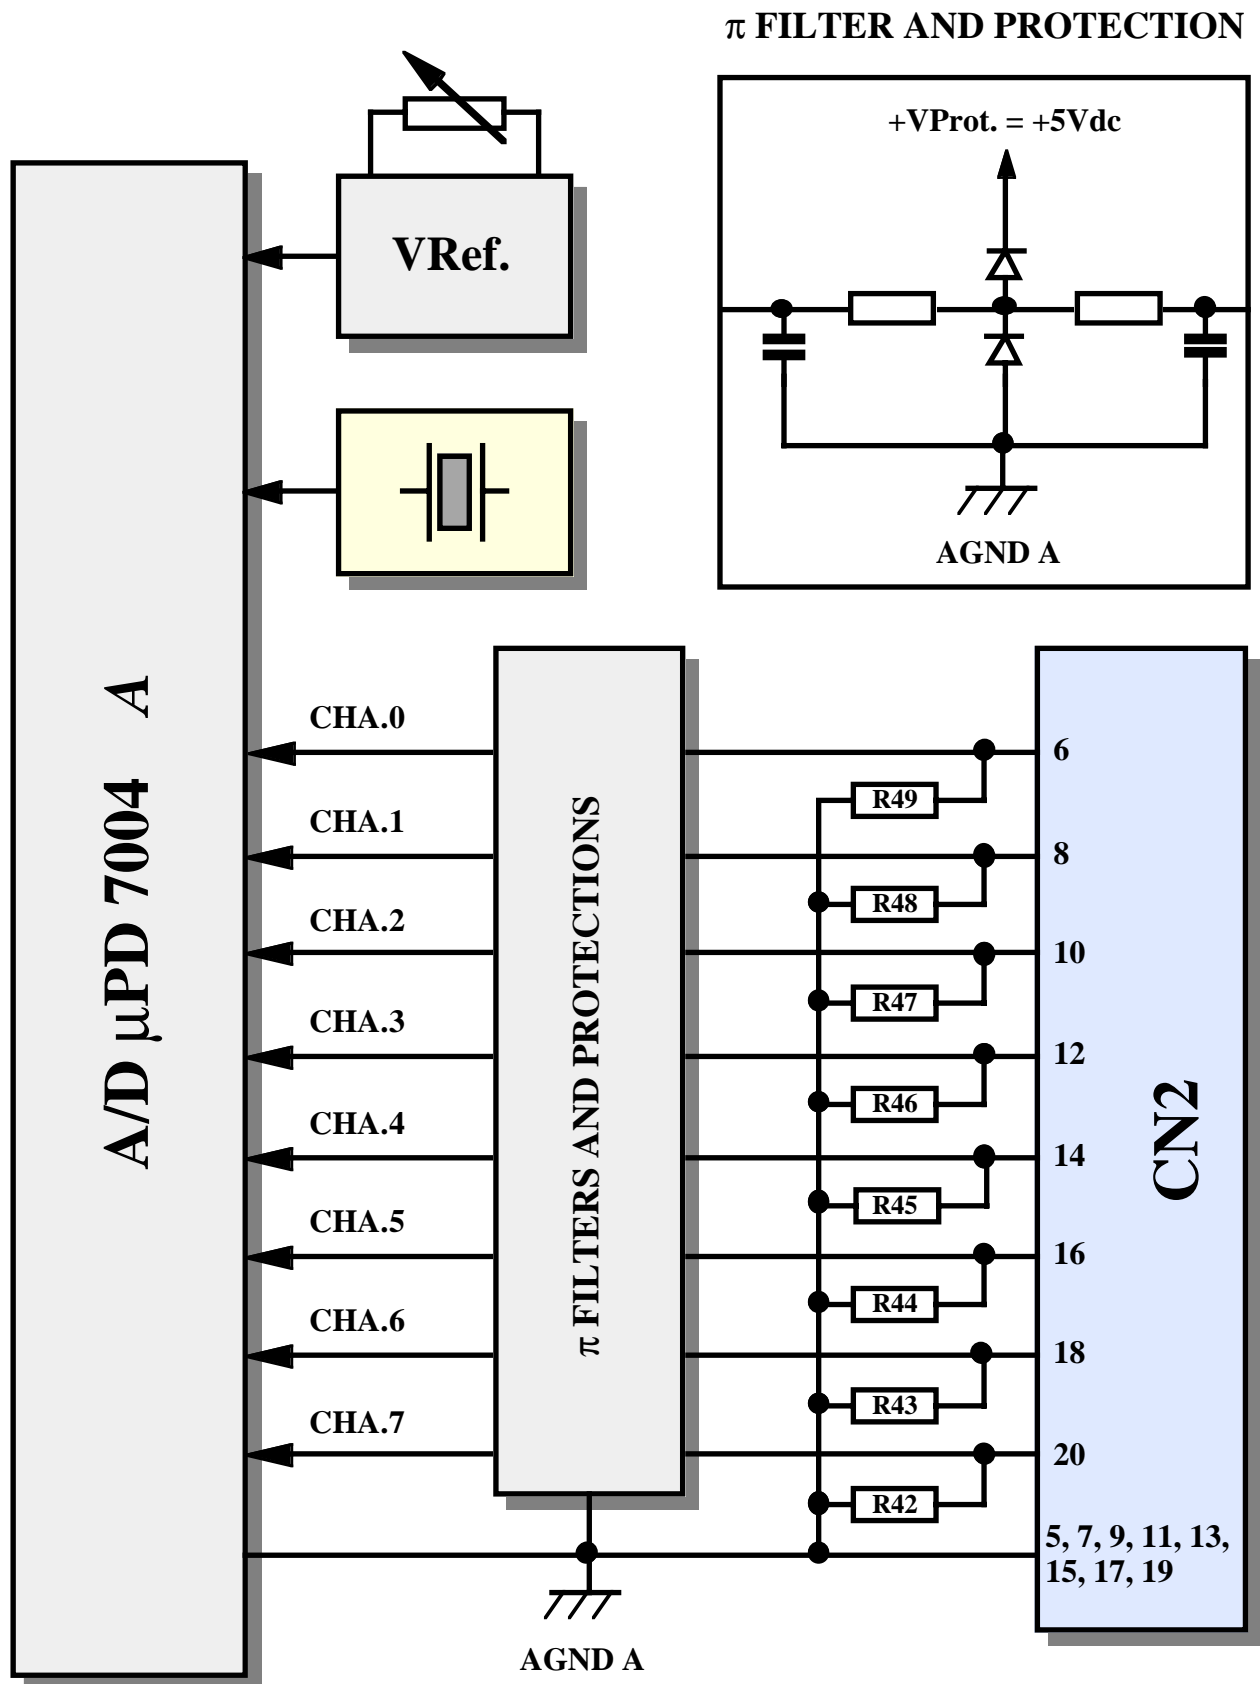 π FILTER AND PROTECTION
+VProt. = +5Vdc
AGND A
VRef.
A/D µPD 7004 A
CHA.0
CHA.1
CHA.2
CHA.3
CHA.4
CHA.5
CHA.6
CHA.7
π FILTERS AND PROTECTIONS
R49
R48
R47
R46
R45
R44
R43
R42
6
8
10
12
14
16
18
20
5, 7, 9, 11, 13,
15, 17, 19
CN2
AGND A